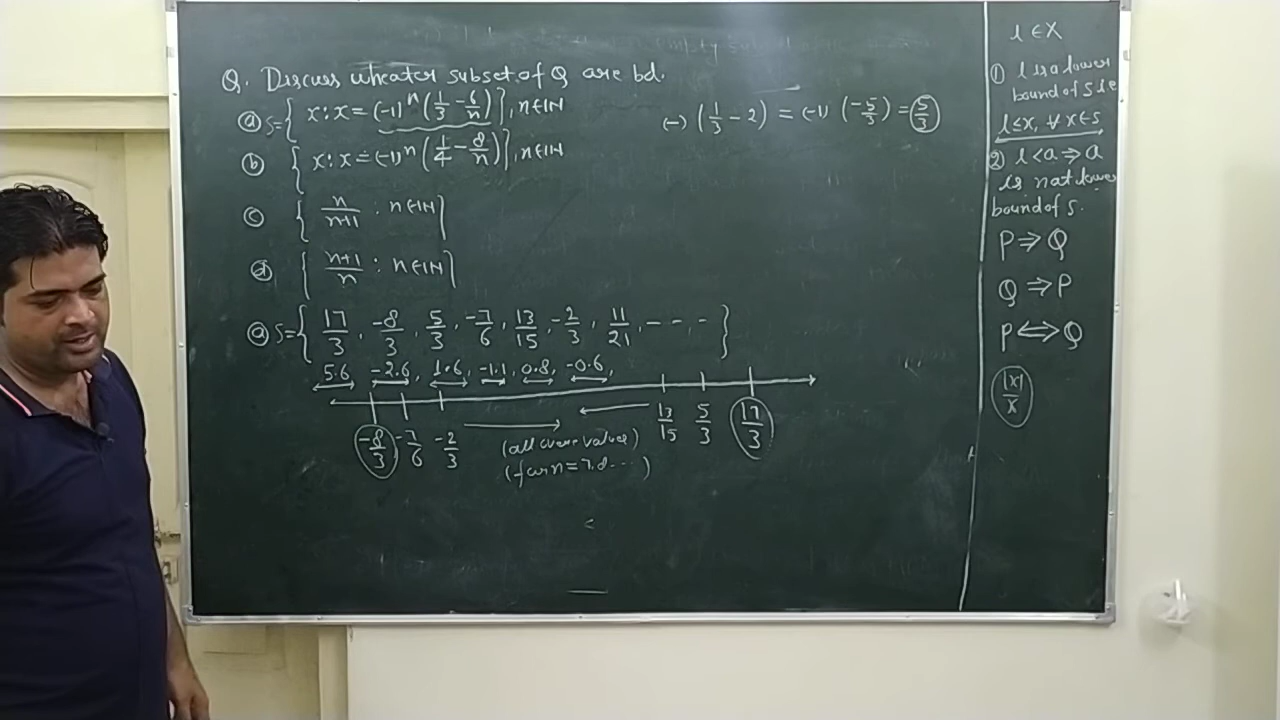 Q. Discuss wheater subset of Q are bd.
(a) S={ x : x = (-1)^n (1/3 - 6/n) }, n∈IN
(-) (1/3 - 2) = (-1) (-5/3) = 5/3
(b) { x : x = (-1)^n (1/4 - 8/n) }, n∈IN
(c) { n/n+1 : n∈IN }
(d) { n+1/n : n∈IN }
(a) S={ 17/3, -8/3, 5/3, -7/6, 13/15, -2/3, 11/21, - - , - }
5.6, -2.6, 1.6, -1.1, 0.8, -0.6,
-8/3 -7/6 -2/3 13/15 5/3 17/3
(all values)
(for n=7,8...)
l ∈ X
① l is a lower
bound of S i.e
l ≤ x, ∀ x∈S
② l < a ⇒ a
is not lower
bound of S.
P ⇒ Q
Q ⇒ P
P ⟺ Q
|x|/x